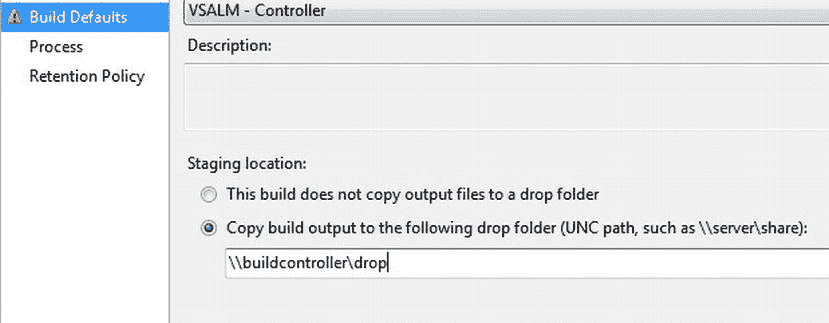 Build Defaults
Process
Retention Policy
VSALM - Controller
Description:
Staging location:
This build does not copy output files to a drop folder
Copy build output to the following drop folder (UNC path, such as \\server\share):
\\buildcontroller\drop